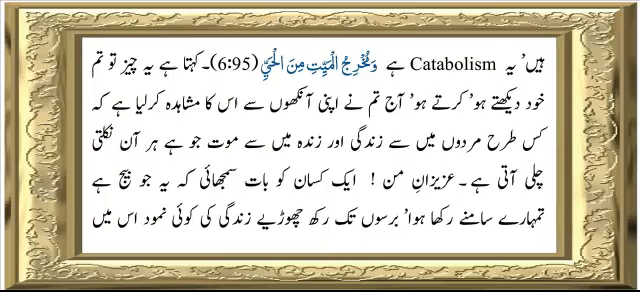 ہیں’ یہ Catabolism ہے وَمُخْرِجُ الْمَيِّتِ مِنَ الْحَيِّ (6:95)۔ کہتا ہے یہ چیز تو تم
خود دیکھتے ہو’ کرتے ہو’ آج تم نے اپنی آنکھوں سے اس کا مشاہدہ کر لیا ہے کہ
کس طرح مردوں میں سے زندگی اور زندہ میں سے موت جو ہے ہر آن نکلتی
چلی آتی ہے۔ عزیزانِ من ! ایک کسان کو بات سمجھائی کہ یہ جو بیج ہے
تمہارے سامنے رکھا ہوا’ برسوں تک رکھ چھوڑیے زندگی کی کوئی نمود اس میں